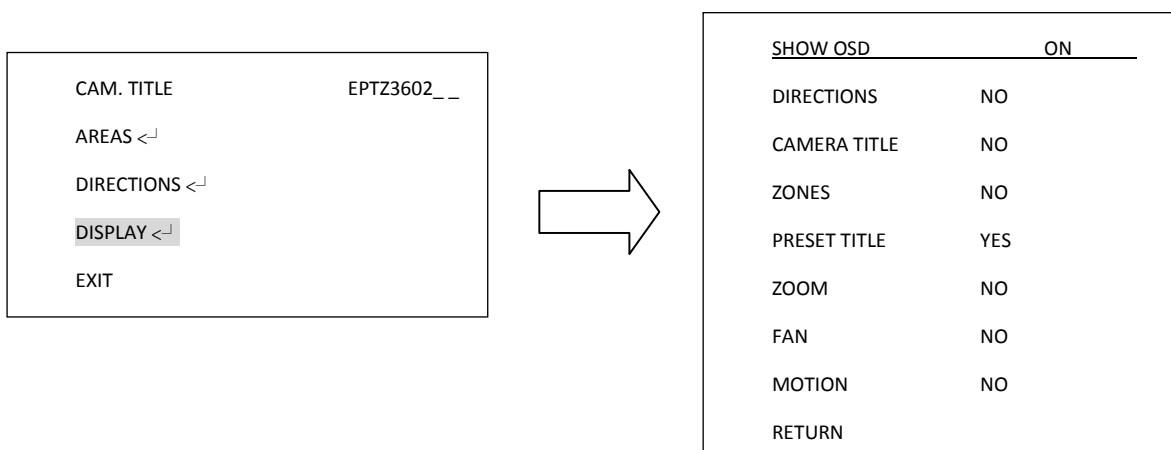 CAM. TITLE EPTZ3602_ _
AREAS <┘
DIRECTIONS <┘
DISPLAY <┘
EXIT
SHOW OSD ON
DIRECTIONS NO
CAMERA TITLE NO
ZONES NO
PRESET TITLE YES
ZOOM NO
FAN NO
MOTION NO
RETURN